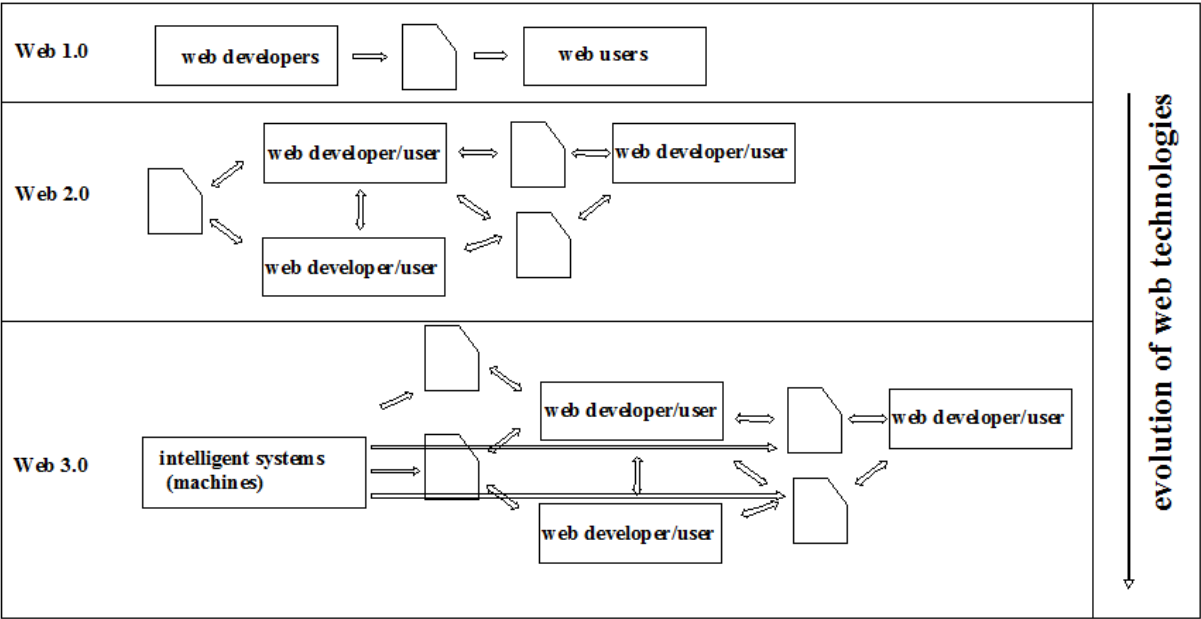 Web 1.0
web developers
web users
Web 2.0
web developer/user
web developer/user
web developer/user
Web 3.0
intelligent systems
(machines)
web developer/user
web developer/user
web developer/user
evolution of web technologies